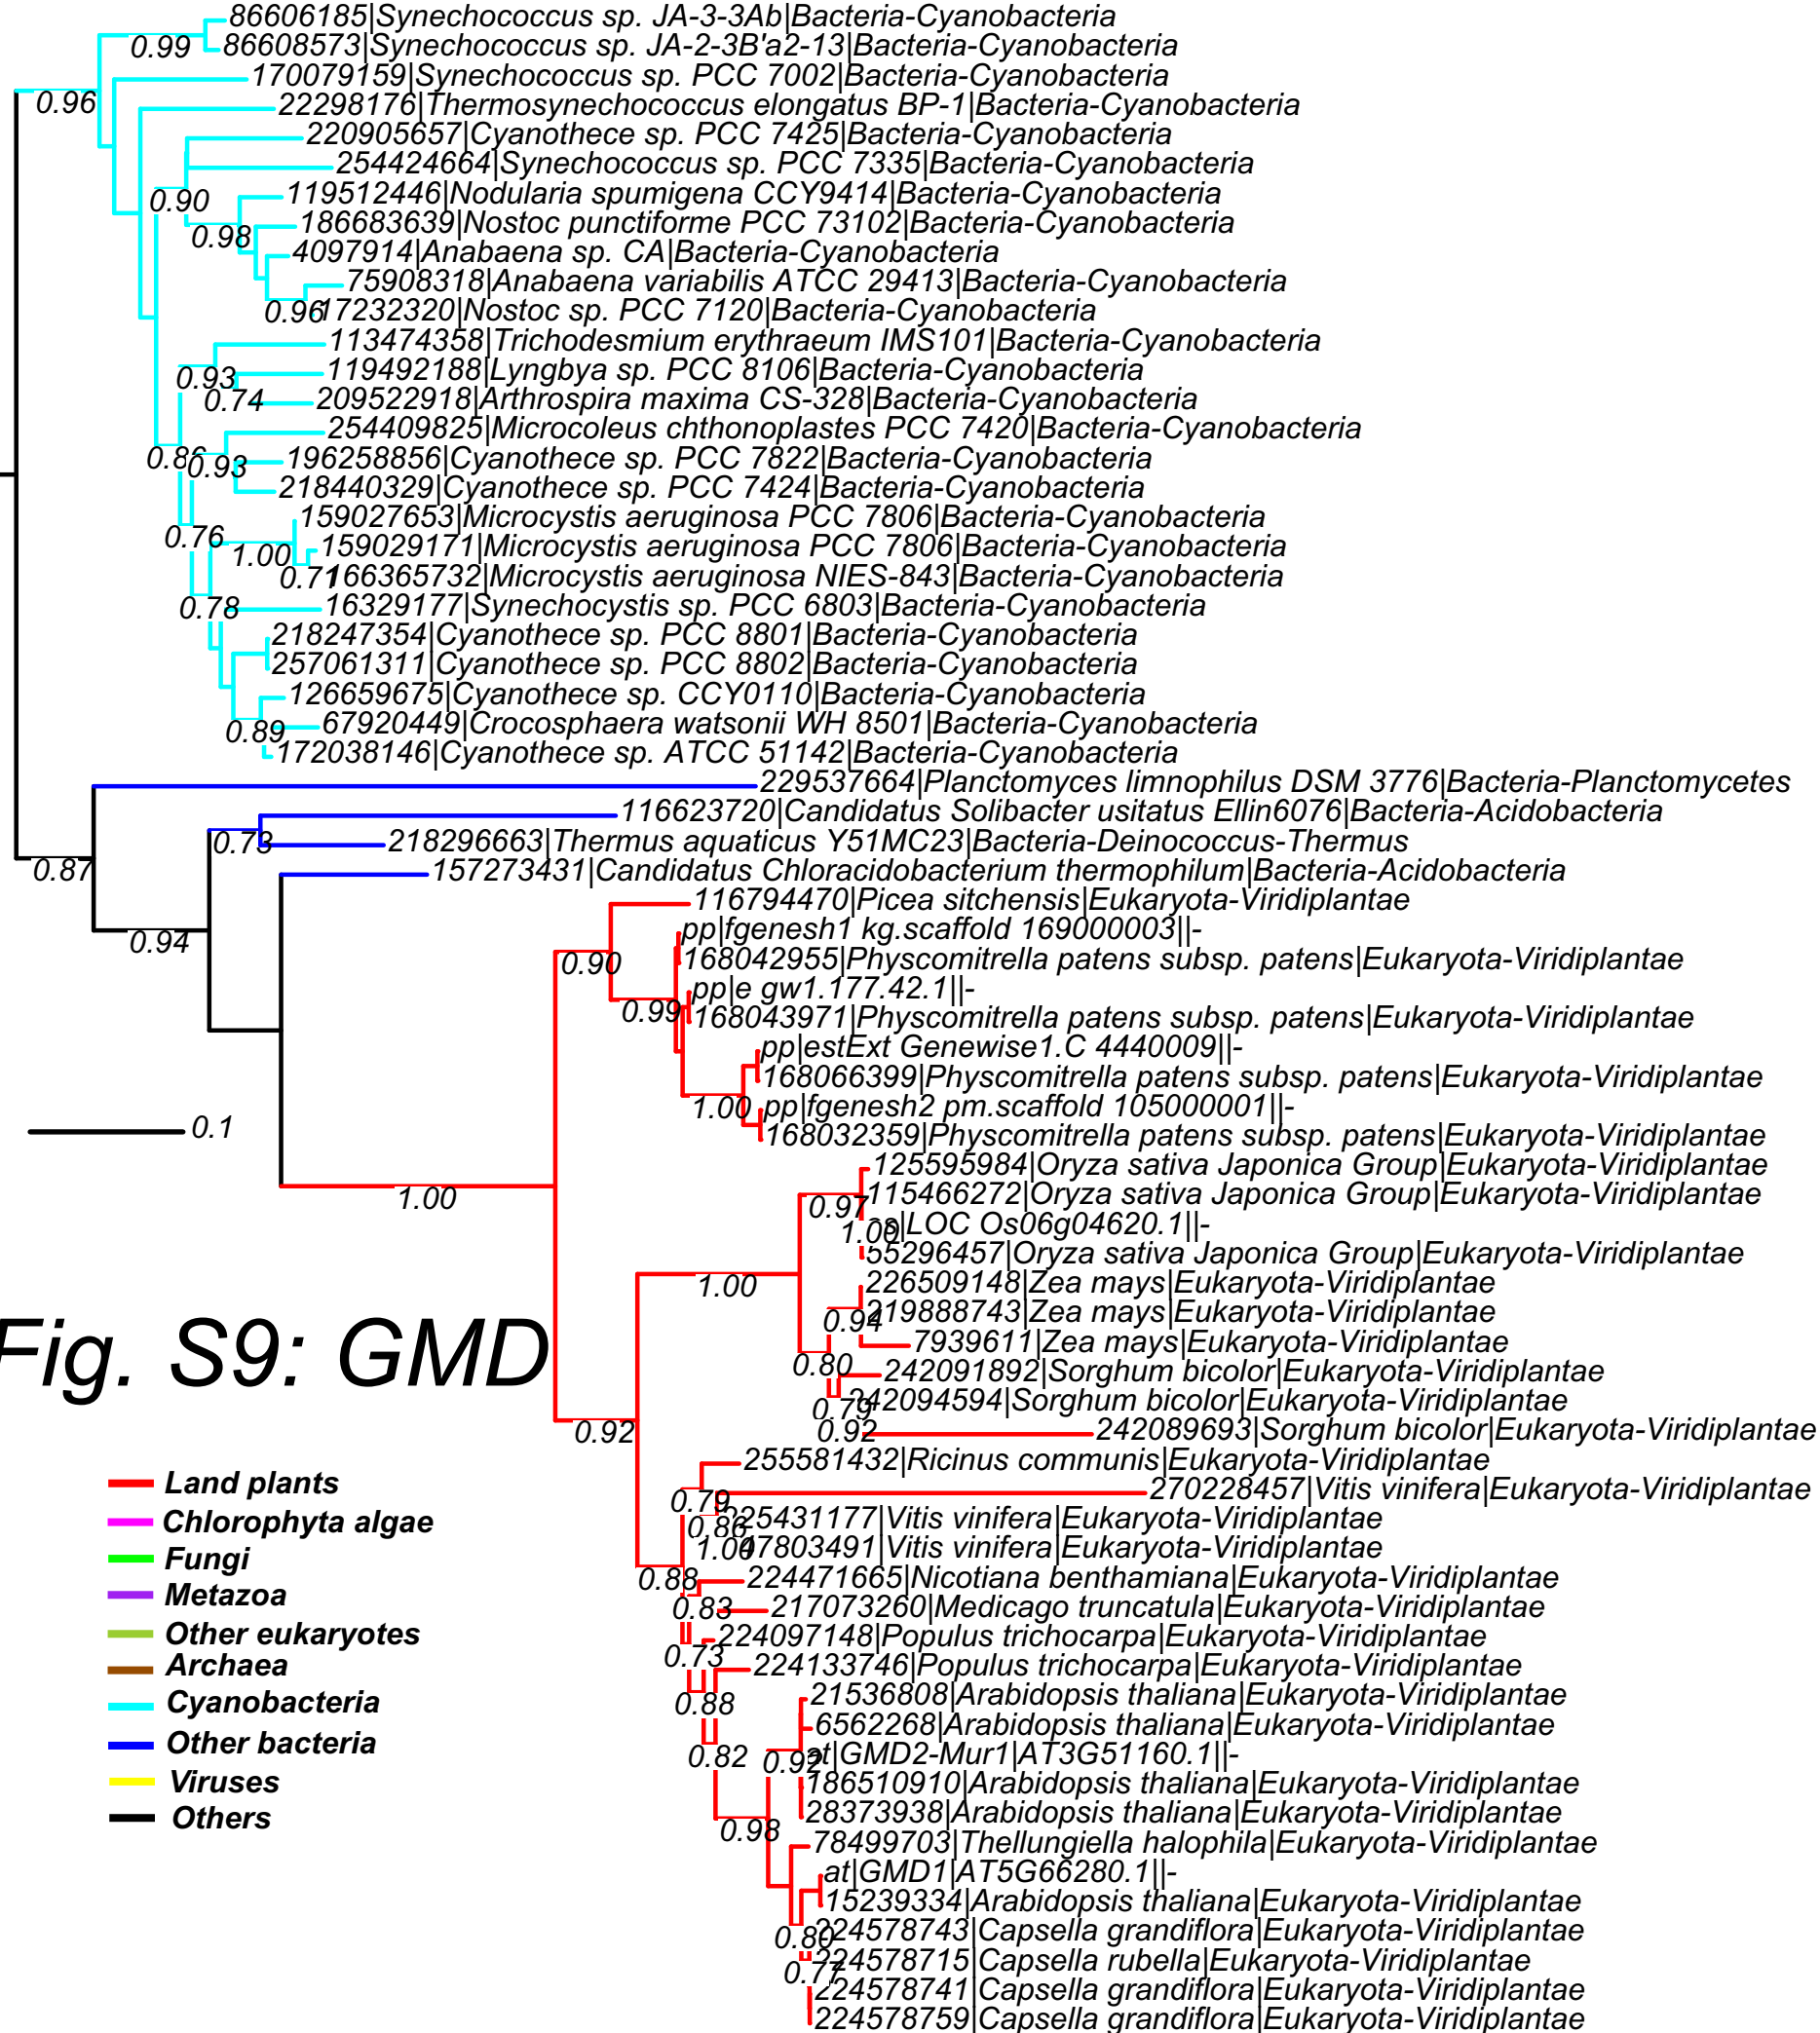 86606185|Synechococcus sp. JA-3-3Ab|Bacteria-Cyanobacteria
0.99
86608573|Synechococcus sp. JA-2-3B'a2-13|Bacteria-Cyanobacteria
170079159|Synechococcus sp. PCC 7002|Bacteria-Cyanobacteria
0.96
22298176|Thermosynechococcus elongatus BP-1|Bacteria-Cyanobacteria
220905657|Cyanothece sp. PCC 7425|Bacteria-Cyanobacteria
254424664|Synechococcus sp. PCC 7335|Bacteria-Cyanobacteria
119512446|Nodularia spumigena CCY9414|Bacteria-Cyanobacteria
0.90
186683639|Nostoc punctiforme PCC 73102|Bacteria-Cyanobacteria
0.98
4097914|Anabaena sp. CA|Bacteria-Cyanobacteria
75908318|Anabaena variabilis ATCC 29413|Bacteria-Cyanobacteria
0.96
17232320|Nostoc sp. PCC 7120|Bacteria-Cyanobacteria
113474358|Trichodesmium erythraeum IMS101|Bacteria-Cyanobacteria
119492188|Lyngbya sp. PCC 8106|Bacteria-Cyanobacteria
0.93
0.74
209522918|Arthrospira maxima CS-328|Bacteria-Cyanobacteria
254409825|Microcoleus chthonoplastes PCC 7420|Bacteria-Cyanobacteria
0.93
196258856|Cyanothece sp. PCC 7822|Bacteria-Cyanobacteria
218440329|Cyanothece sp. PCC 7424|Bacteria-Cyanobacteria
159027653|Microcystis aeruginosa PCC 7806|Bacteria-Cyanobacteria
0.76
1.00
159029171|Microcystis aeruginosa PCC 7806|Bacteria-Cyanobacteria
0.71
166365732|Microcystis aeruginosa NIES-843|Bacteria-Cyanobacteria
0.78
16329177|Synechocystis sp. PCC 6803|Bacteria-Cyanobacteria
218247354|Cyanothece sp. PCC 8801|Bacteria-Cyanobacteria
257061311|Cyanothece sp. PCC 8802|Bacteria-Cyanobacteria
126659675|Cyanothece sp. CCY0110|Bacteria-Cyanobacteria
67920449|Crocosphaera watsonii WH 8501|Bacteria-Cyanobacteria
0.89
172038146|Cyanothece sp. ATCC 51142|Bacteria-Cyanobacteria
229537664|Planctomyces limnophilus DSM 3776|Bacteria-Planctomycetes
116623720|Candidatus Solibacter usitatus Ellin6076|Bacteria-Acidobacteria
0.73
218296663|Thermus aquaticus Y51MC23|Bacteria-Deinococcus-Thermus
0.87
157273431|Candidatus Chloracidobacterium thermophilum|Bacteria-Acidobacteria
116794470|Picea sitchensis|Eukaryota-Viridiplantae
pp|fgenesh1 kg.scaffold 169000003||-
0.94
0.90
168042955|Physcomitrella patens subsp. patens|Eukaryota-Viridiplantae
pp|e gw1.177.42.1||-
0.99
168043971|Physcomitrella patens subsp. patens|Eukaryota-Viridiplantae
pp|estExt Genewise1.C 4440009||-
168066399|Physcomitrella patens subsp. patens|Eukaryota-Viridiplantae
1.00
pp|fgenesh2 pm.scaffold 105000001||-
0.1
168032359|Physcomitrella patens subsp. patens|Eukaryota-Viridiplantae
125595984|Oryza sativa Japonica Group|Eukaryota-Viridiplantae
1.00
0.97
115466272|Oryza sativa Japonica Group|Eukaryota-Viridiplantae
1.00
|LOC Os06g04620.1||-
55296457|Oryza sativa Japonica Group|Eukaryota-Viridiplantae
1.00
226509148|Zea mays|Eukaryota-Viridiplantae
0.94
219888743|Zea mays|Eukaryota-Viridiplantae
7939611|Zea mays|Eukaryota-Viridiplantae
Fig. S9: GMD
0.80
242091892|Sorghum bicolor|Eukaryota-Viridiplantae
0.79
242094594|Sorghum bicolor|Eukaryota-Viridiplantae
0.92
0.92
242089693|Sorghum bicolor|Eukaryota-Viridiplantae
255581432|Ricinus communis|Eukaryota-Viridiplantae
0.79
270228457|Vitis vinifera|Eukaryota-Viridiplantae
0.86
225431177|Vitis vinifera|Eukaryota-Viridiplantae
1.00
47803491|Vitis vinifera|Eukaryota-Viridiplantae
0.88
224471665|Nicotiana benthamiana|Eukaryota-Viridiplantae
0.83
217073260|Medicago truncatula|Eukaryota-Viridiplantae
224097148|Populus trichocarpa|Eukaryota-Viridiplantae
0.73
224133746|Populus trichocarpa|Eukaryota-Viridiplantae
0.88
21536808|Arabidopsis thaliana|Eukaryota-Viridiplantae
6562268|Arabidopsis thaliana|Eukaryota-Viridiplantae
0.82
0.92
at|GMD2-Mur1|AT3G51160.1||-
186510910|Arabidopsis thaliana|Eukaryota-Viridiplantae
28373938|Arabidopsis thaliana|Eukaryota-Viridiplantae
0.98
78499703|Thellungiella halophila|Eukaryota-Viridiplantae
at|GMD1|AT5G66280.1||-
15239334|Arabidopsis thaliana|Eukaryota-Viridiplantae
0.80
224578743|Capsella grandiflora|Eukaryota-Viridiplantae
0.77
224578715|Capsella rubella|Eukaryota-Viridiplantae
224578741|Capsella grandiflora|Eukaryota-Viridiplantae
224578759|Capsella grandiflora|Eukaryota-Viridiplantae
Land plants
Chlorophyta algae
Fungi
Metazoa
Other eukaryotes
Archaea
Cyanobacteria
Other bacteria
Viruses
Others